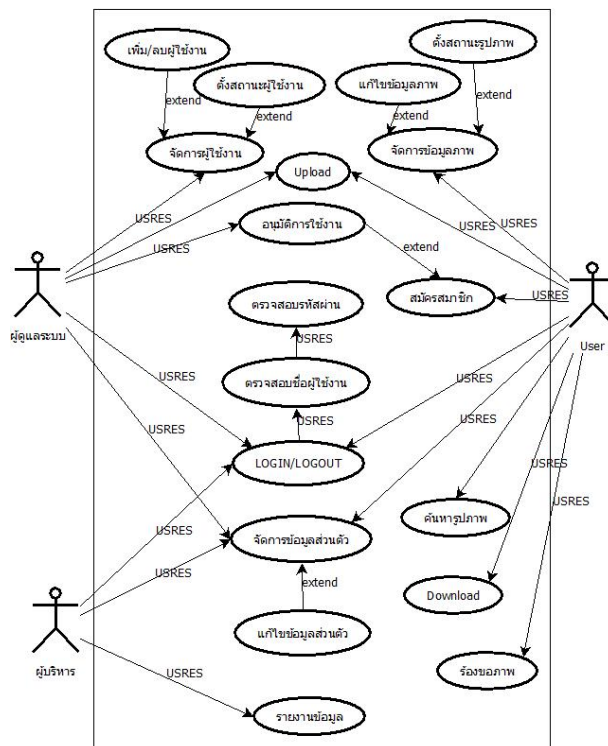 เพิ่ม/ลบผู้ใช้งาน
ตั้งสถานะรูปภาพ
ตั้งสถานะผู้ใช้งาน
แก้ไขข้อมูลภาพ
extend
extend
extend
extend
จัดการผู้ใช้งาน
จัดการข้อมูลภาพ
Upload
USRES
USRES
USRES
อนุมัติการใช้งาน
USRES
USRES
extend
ตรวจสอบรหัสผ่าน
สมัครสมาชิก
USRES
ผู้ดูแลระบบ
User
USRES
USRES
ตรวจสอบชื่อผู้ใช้งาน
USRES
USRES
USRES
USRES
LOGIN/LOGOUT
USRES
USRES
USRES
ค้นหารูปภาพ
USRES
จัดการข้อมูลส่วนตัว
USRES
extend
Download
แก้ไขข้อมูลส่วนตัว
ผู้บริหาร
USRES
ร้องขอภาพ
รายงานข้อมูล